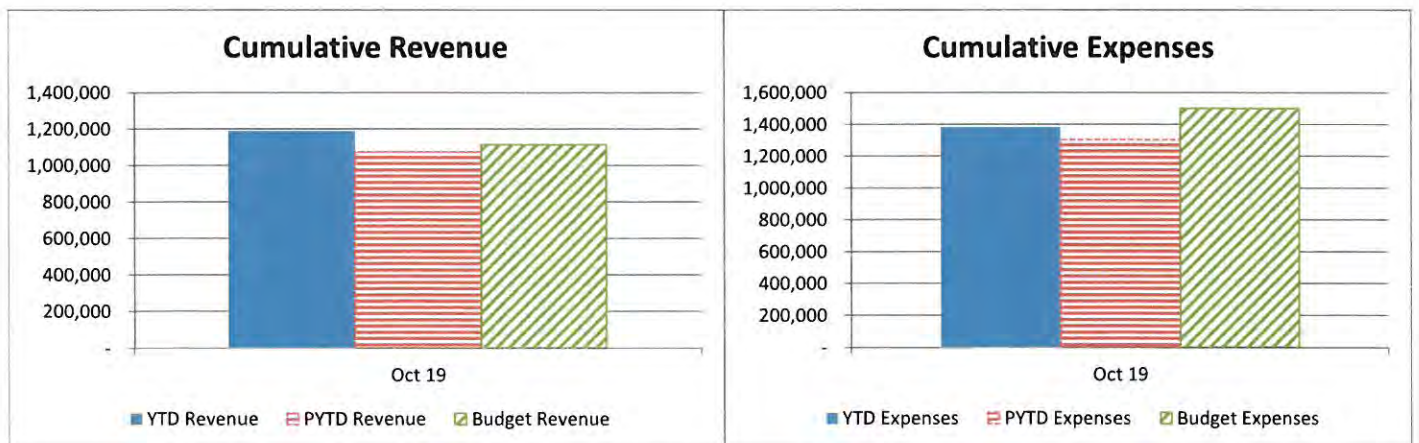 Cumulative Revenue
1,400,000
1,200,000
1,000,000
800,000
600,000
400,000
200,000
-
Oct 19
YTD Revenue PYTD Revenue Budget Revenue
Cumulative Expenses
1,600,000
1,400,000
1,200,000
1,000,000
800,000
600,000
400,000
200,000
-
Oct 19
YTD Expenses PYTD Expenses Budget Expenses